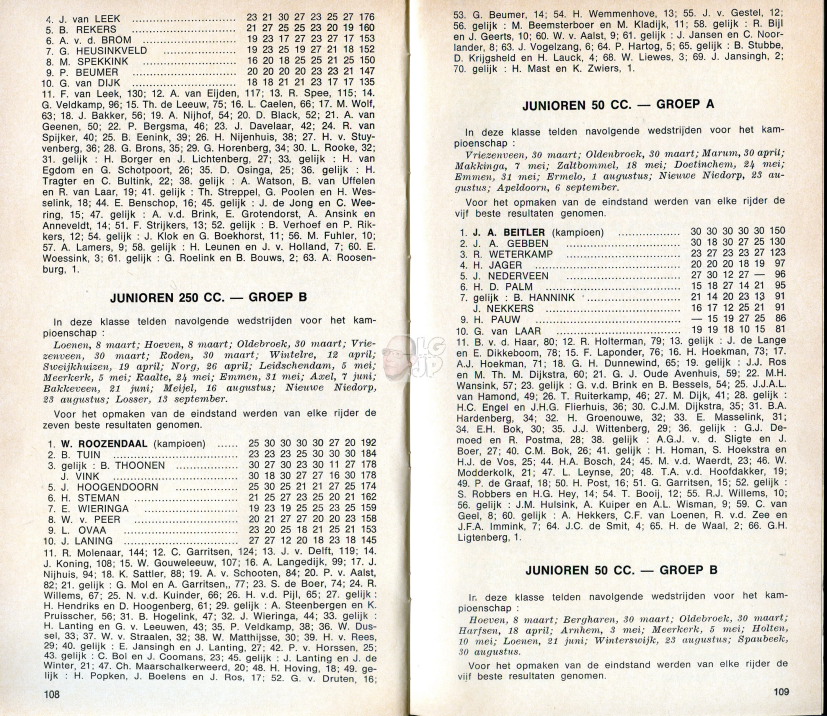 4. J. van LEEK ........................ 23 21 30 27 23 25 27 176
5. B. REKERS ........................ 21 27 25 25 23 20 19 160
6. A. v. d. BROM ........................ 19 23 17 27 23 27 17 153
7. G. HEUSINKVELD ................ 19 23 25 19 27 21 18 152
8. M. SPEKKINK ..................... 16 20 18 25 25 21 25 150
9. P. BEUMER ........................ 20 20 20 20 23 23 21 147
10. G. van DIJK ........................ 18 18 21 21 23 17 17 135
11. F. van Leek, 130; 12. A. van Eijden, 117; 13. R. Spee, 115; 14.
G. Veldkamp, 96; 15. Th. de Leeuw, 75; 16. L. Caelen, 66; 17. M. Wolf,
63; 18. J. Bakker, 56; 19. A. Nijhof, 54; 20. D. Black, 52; 21. A. van
Geenen, 50; 22. P. Bergsma, 46; 23. J. Davelaar, 42; 24. R. van
Spijker, 40; 25. B. Eenink, 39; 26. H. Nijenhuis, 38; 27. H. v. Stuy-
venberg, 36; 28. G. Brons, 35; 29. G. Horenberg, 34; 30. L. Rooke, 32;
31. gelijk : H. Borger en J. Lichtenberg, 27; 33. gelijk : H. van
Egdom en G. Schotpoort, 26; 35. D. Osinga, 25; 36. gelijk : H.
Tragter en C. Bultink, 22; 38. gelijk : A. Watson, B. van Uffelen
en R. van Laar, 19; 41. gelijk : Th. Streppel, G. Poolen en H. Wes-
selink, 18; 44. E. Benschop, 16; 45. gelijk : J. de Jong en C. Wee-
ring, 15; 47. gelijk : A. v.d. Brink, E. Grotendorst, A. Ansink en
Anneveldt, 14; 51. F. Strijkers, 13; 52. gelijk : B. Verhoef en P. Rik-
kers, 12; 54. gelijk : J. Klok en G. Boekhorst, 11; 56. M. Fuhler, 10;
57. A. Lamers, 9; 58. gelijk : H. Leunen en J. v. Holland, 7; 60. E.
Woessink, 3; 61. gelijk : G. Roelink en B. Bouws, 2; 63. A. Roosen-
burg, 1.
JUNIOREN 250 CC. — GROEP B
In deze klasse telden navolgende wedstrijden voor het kam-
pioenschap :
Loenen, 8 maart; Hoeven, 8 maart; Oldebroek, 30 maart; Vrie-
zenveen, 30 maart; Roden, 30 maart; Wintelre, 12 april;
Sweijkhuizen, 19 april; Norg, 26 april; Leidschendam, 5 mei;
Meerkerk, 5 mei; Raalte, 24 mei; Emmen, 31 mei; Axel, 7 juni;
Bakkeveen, 21 juni; Meijel, 1 augustus; Nieuwe Niedorp,
23 augustus; Losser, 13 september.
Voor het opmaken van de eindstand werden van elke rijder de
zeven beste resultaten genomen.
1. W. ROOZENDAAL (kampioen) ...... 25 30 30 30 30 27 20 192
2. B. TUIN ........................ 23 23 23 25 30 30 30 184
3. gelijk : B. THOONEN ............... 30 27 30 23 30 11 27 178
J. VINK ........................ 30 18 30 27 27 16 30 178
5. J. HOOGENDOORN ............... 25 30 25 21 21 27 25 174
6. H. STEMAN ........................ 21 25 27 23 25 20 21 162
7. E. WIERINGA ..................... 19 23 19 25 25 23 25 159
8. W. v. PEER ........................ 20 21 27 27 20 20 23 158
9. L. OVAA ........................ 23 20 25 18 21 25 21 153
10. J. LANING ........................ 27 27 12 20 18 23 18 145
11. R. Molenaar, 144; 12. C. Garritsen, 124; 13. J. v. Delft, 119; 14.
J. Koning, 108; 15. W. Gouweleeuw, 107; 16. A. Langedijk, 99; 17. J.
Nijhuis, 94; 18. K. Sattler, 88; 19. A. v. Schooten, 84; 20. P. v. Aalst,
82; 21. gelijk : G. Mol en A. Garritsen,, 77; 23. S. de Boer, 74; 24. R.
Willems, 67; 25. N. v.d. Kuinder, 66; 26. H. v.d. Pijl, 65; 27. gelijk :
H. Hendriks en D. Hoogenberg, 61; 29. gelijk : A. Steenbergen en K.
Pruisscher, 56; 31. B. Hogelink, 47; 32. J. Wieringa, 44; 33. gelijk :
H. Lanting en G. v. Leeuwen, 43; 35. P. Veldkamp, 38; 36. W. Dus-
sel, 33; 37. W. v. Straalen, 32; 38. W. Matthijsse, 30; 39. H. v. Rees,
29; 40. gelijk : E. Jansingh en J. Lanting, 27; 42. P. v. Horssen, 25;
43. gelijk : C. Bol en J. Coomans, 23; 45. gelijk : J. Lanting en J. de
Winter, 21; 47. Ch. Maarschalkerweerd, 20; 48. H. Hoving, 18; 49. ge-
lijk : H. Popken, J. Boelens en J. Ros, 17; 52. G. v. Druten, 16;
108
53. G. Beumer, 14; 54. H. Wemmenhove, 13; 55. J. v. Gestel, 12;
56. gelijk : M. Beemsterboer en M. Kladijk, 11; 58. gelijk : R. Bijl
en J. Geerts, 10; 60. W. v. Aalst, 9; 61. gelijk : J. Jansen en C. Noor-
lander, 8; 63. J. Vogelzang, 6; 64. P. Hartog, 5; 65. gelijk : B. Stubbe,
D. Krijgsheld en H. Lauck, 4; 68. W. Liewes, 3; 69. J. Jansingh, 2;
70. gelijk : H. Mast en K. Zwiers, 1.
JUNIOREN 50 CC. — GROEP A
In deze klasse telden navolgende wedstrijden voor het kam-
pioenschap :
Vriezenveen, 30 maart; Oldenbroek, 30 maart; Marum, 30 april;
Makkinga, 7 mei; Zaltbommel, 18 mei; Doetinchem, 24 mei;
Emmen, 31 mei; Ermelo, 1 augustus; Nieuwe Niedorp, 23 au-
gustus; Apeldoorn, 6 september.
Voor het opmaken van de eindstand werden van elke rijder de
vijf beste resultaten genomen.
1. J. A. BEITLER (kampioen) .................. 30 30 30 30 30 150
2. J. A. GEBBEN ........................ 30 18 30 27 25 130
3. R. WETERKAMP ........................ 23 27 23 23 27 123
4. H. JAGER ........................ 20 20 20 18 19 97
5. J. NEDERVEEN ........................ 27 30 12 27 — 96
6. H. D. PALM ........................ 15 18 27 14 21 95
7. gelijk : B. HANNINK ..................... 21 14 20 23 13 91
J. NEKKERS ........................ 16 17 12 25 21 91
9. H. PAUW ........................ — 15 19 27 25 86
10. G. van LAAR ........................ 19 19 18 10 15 81
11. B. v. d. Haar, 80; 12. R. Holterman, 79; 13. gelijk : J. de Lange
en E. Dikkeboom, 78; 15. F. Laponder, 76; 16. H. Hoekman, 73; 17.
A.J. Hoekman, 71; 18. G. H. Dunnewind, 65; 19. gelijk : J.J. Ros
en M. Th. M. Dijkstra, 60; 21. G. J. Oude Avenhuis, 59; 22. M.H.
Wansink, 57; 23. gelijk : G. v.d. Brink en B. Bessels, 54; 25. J.J.A.L.
van Hamond, 49; 26. T. Ruiterkamp, 46; 27. M. Dijk, 41; 28. gelijk :
H.C. Engel en J.H.G. Flierhuis, 36; 30. C.J.M. Dijkstra, 35; 31. B.A.
Hardenberg, 34; 32. H. Groenouwe, 32; 33. E. Masselink, 31;
34. E.H. Bok, 30; 35. J.J. Wittenberg, 29; 36. gelijk : G.J. De-
moed en R. Postma, 28; 38. gelijk : A.G.J. v. d. Sligte en J.
Boer, 27; 40. C.M. Bok, 26; 41. gelijk : H. Homan, S. Hoekstra en
H.J. de Vos, 25; 44. H.A. Bosch, 24; 45. M. v.d. Waerdt, 23; 46. W.
Modderkolk, 21; 47. L. Leynse, 20; 48. T.A. v.d. Hoofdakker, 19;
49. P. de Graaf, 18; 50. H. Post, 16; 51. G. Garritsen, 15; 52. gelijk :
S. Robbers en H.G. Hey, 14; 54. T. Booij, 12; 55. R.J. Willems, 10;
56. gelijk : J.M. Hulsink, A. Kuiper en A.L. Wisman, 9; 59. C. van
Geel, 8; 60. gelijk : A. Hekkers, C.F. van Loenen, R. v.d. Zee en
J.F.A. Immink, 7; 64. J.C. de Smit, 4; 65. H. de Waal, 2; 66. G.H.
Ligtenberg, 1.
JUNIOREN 50 CC. — GROEP B
Ir. deze klasse telden navolgende wedstrijden voor het kam-
pioenschap :
Hoeven, 8 maart; Bergharen, 30 maart; Oldebroek, 30 maart;
Harfsen, 18 april; Arnhem, 3 mei; Meerkerk, 5 mei; Holten,
10 mei; Loenen, 21 juni; Winterswijk, 23 augustus; Spaubeek,
30 augustus.
Voor het opmaken van de eindstand werden van elke rijder de
vijf beste resultaten genomen.
109